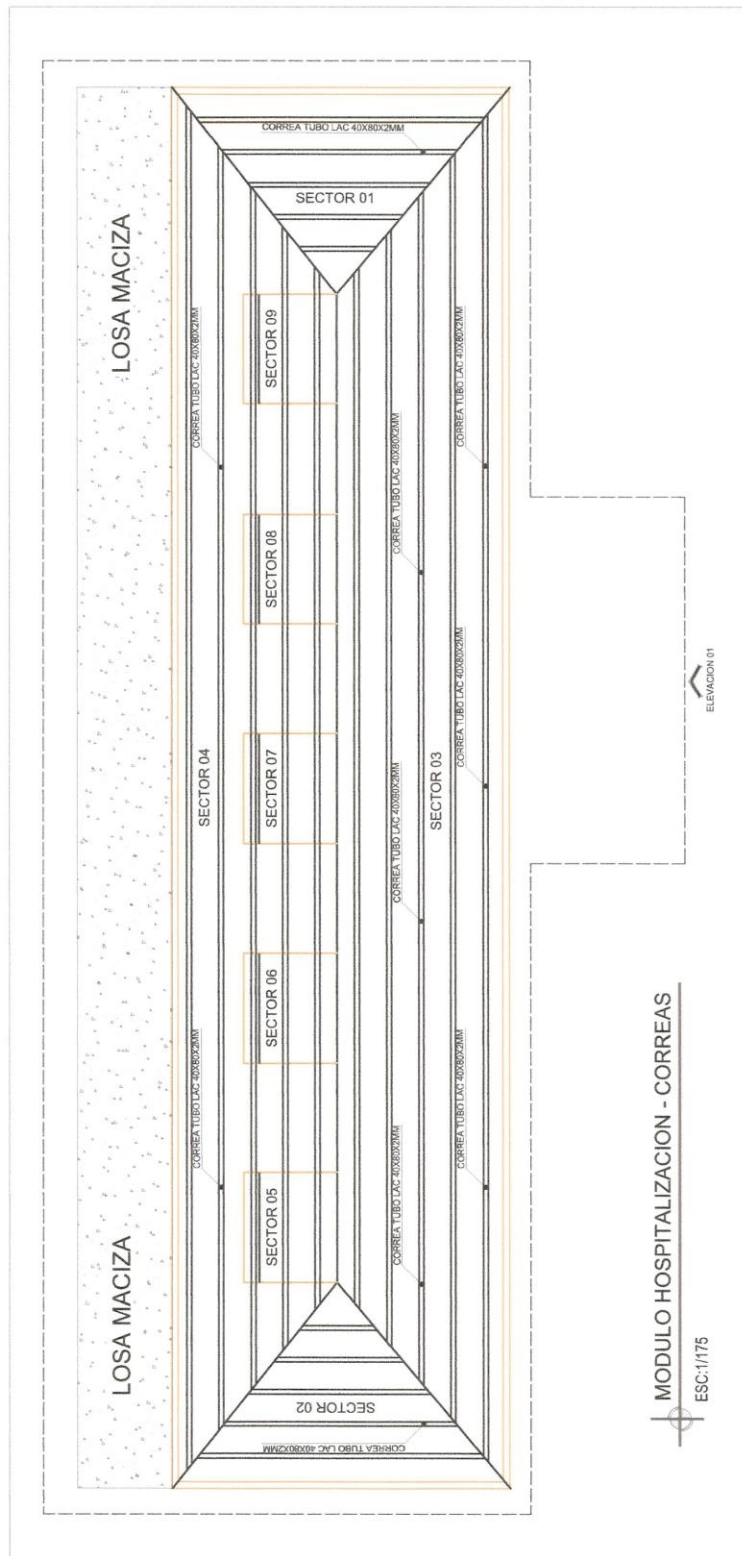 LOSA MACIZA
LOSA MACIZA
CORREA TUBO LAC 40X80X2MM
CORREA TUBO LAC 40X80X2MM
SECTOR 04
SECTOR 05
SECTOR 06
SECTOR 07
SECTOR 08
SECTOR 09
SECTOR 02
CORREA TUBO LAC 40X80X2MM
SECTOR 01
CORREA TUBO LAC 40X80X2MM
CORREA TUBO LAC 40X80X2MM
CORREA TUBO LAC 40X80X2MM
CORREA TUBO LAC 40X80X2MM
SECTOR 03
CORREA TUBO LAC 40X80X2MM
CORREA TUBO LAC 40X80X2MM
CORREA TUBO LAC 40X80X2MM
ELEVACION 01
MODULO HOSPITALIZACION - CORREAS
ESC:1/175